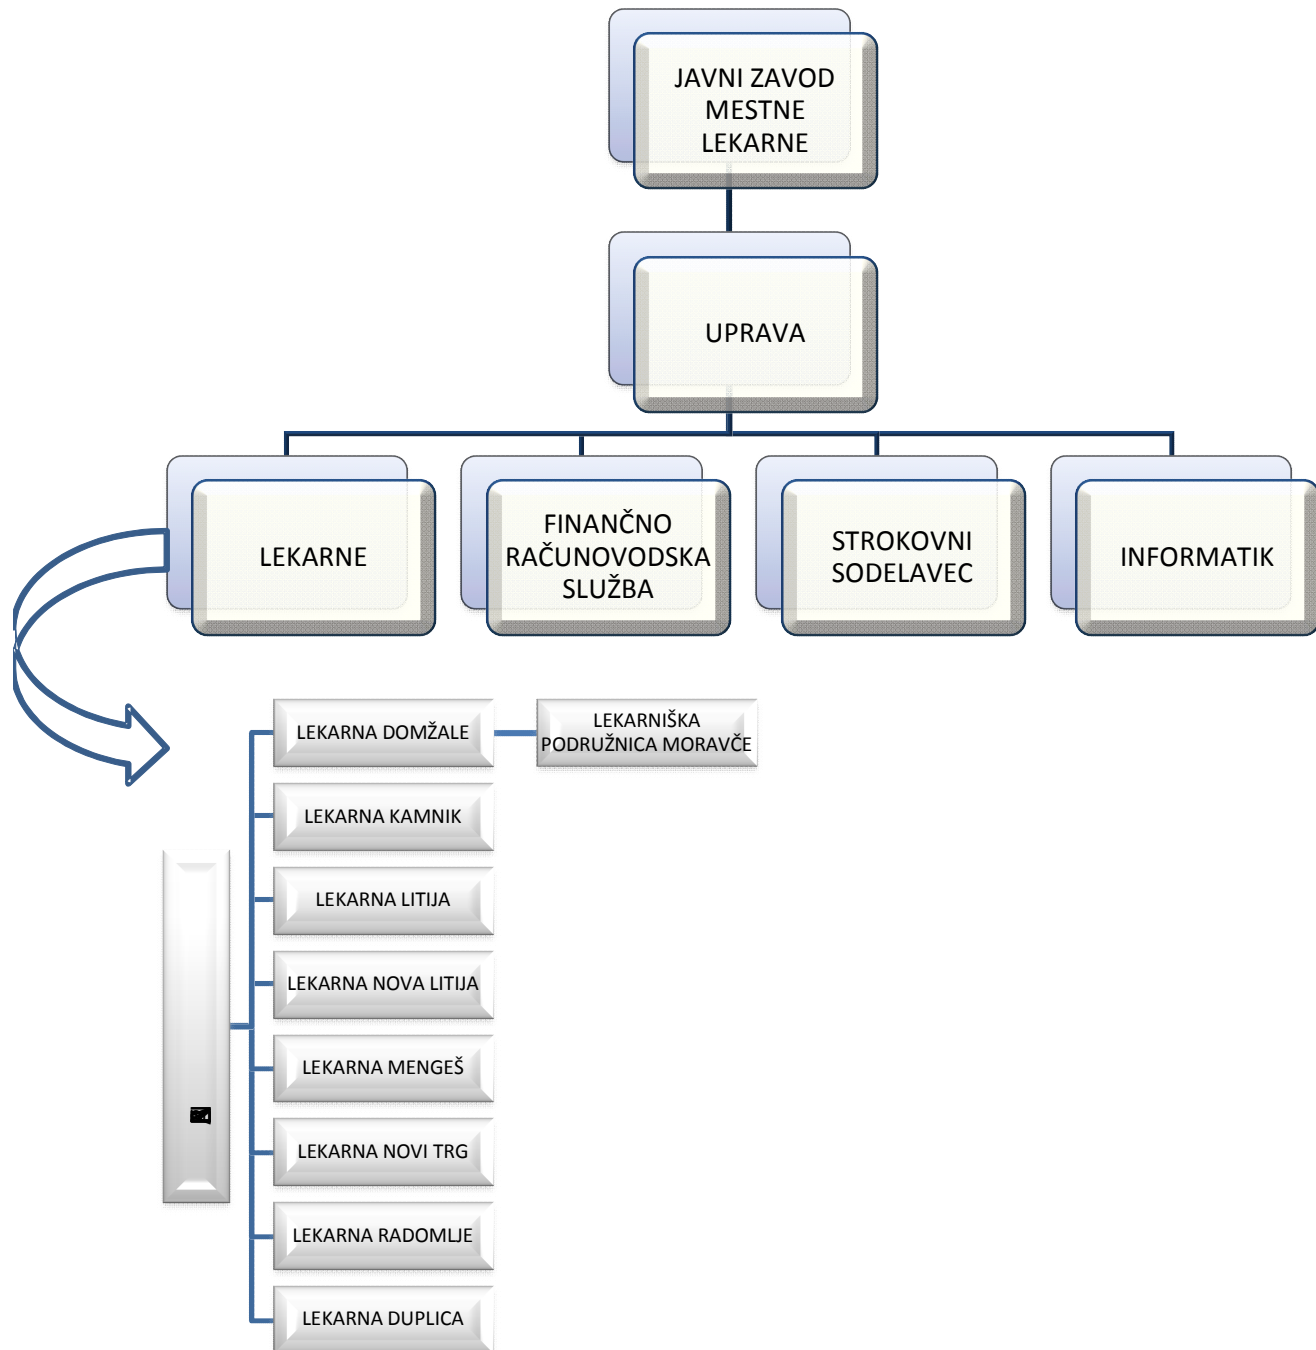 JAVNI ZAVOD
MESTNE
LEKARNE
UPRAVA
LEKARNE
FINANČNO
RAČUNOVODSKA
SLUŽBA
STROKOVNI
SODELAVEC
INFORMATIK
LEKARNA DOMŽALE
LEKARNIŠKA
PODRUŽNICA MORAVČE
LEKARNA KAMNIK
LEKARNA LITIJA
LEKARNA NOVA LITIJA
LEKARNA MENGEŠ
LEKARNA NOVI TRG
LEKARNA RADOMLJE
LEKARNA DUPLICA